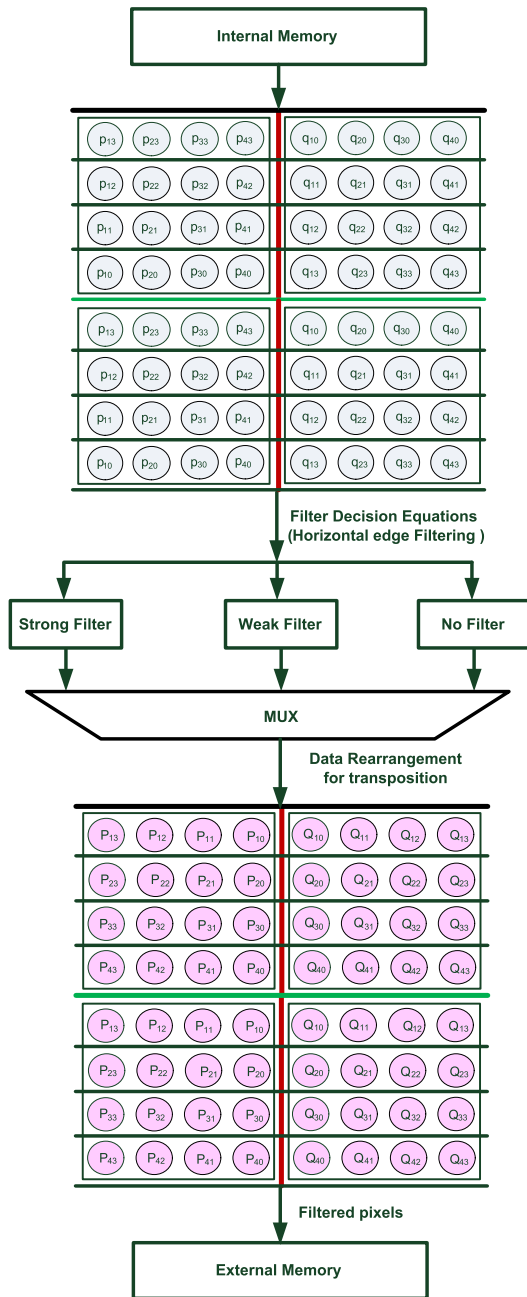 Internal Memory
p13 p23 p33 p43 q10 q20 q30 q40
p12 p22 p32 p42 q11 q21 q31 q41
p11 p21 p31 p41 q12 q22 q32 q42
p10 p20 p30 p40 q13 q23 q33 q43
p13 p23 p33 p43 q10 q20 q30 q40
p12 p22 p32 p42 q11 q21 q31 q41
p11 p21 p31 p41 q12 q22 q32 q42
p10 p20 p30 p40 q13 q23 q33 q43
Filter Decision Equations
(Horizontal edge Filtering )
Strong Filter Weak Filter No Filter
MUX
Data Rearrangement
for transposition
P13 P12 P11 P10 Q10 Q11 Q12 Q13
P23 P22 P21 P20 Q20 Q21 Q22 Q23
P33 P32 P31 P30 Q30 Q31 Q32 Q33
P43 P42 P41 P40 Q40 Q41 Q42 Q43
P13 P12 P11 P10 Q10 Q11 Q12 Q13
P23 P22 P21 P20 Q20 Q21 Q22 Q23
P33 P32 P31 P30 Q30 Q31 Q32 Q33
P43 P42 P41 P40 Q40 Q41 Q42 Q43
Filtered pixels
External Memory